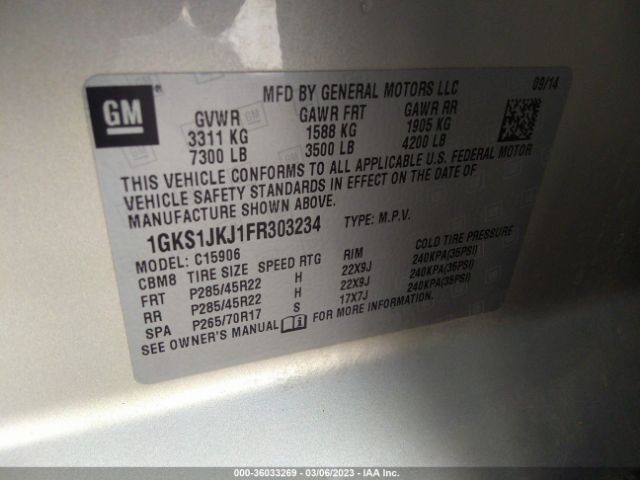 GM ®
MFD BY GENERAL MOTORS LLC 09/14
GVWR GAWR FRT GAWR RR
3311 KG 1588 KG 1905 KG
7300 LB 3500 LB 4200 LB
THIS VEHICLE CONFORMS TO ALL APPLICABLE U.S. FEDERAL MOTOR
VEHICLE SAFETY STANDARDS IN EFFECT ON THE DATE OF
MANUFACTURE SHOWN ABOVE.
1GKS1JKJ1FR303234 TYPE: M.P.V.
MODEL: C15906
CBM8 TIRE SIZE SPEED RTG RIM COLD TIRE PRESSURE
FRT P285/45R22 H 22X9J 240KPA(35PSI)
RR P285/45R22 H 22X9J 240KPA(35PSI)
SPA P265/70R17 S 17X7J 240KPA(35PSI)
SEE OWNER'S MANUAL FOR MORE INFORMATION.
000-36033269 - 03/06/2023 - IAA Inc.